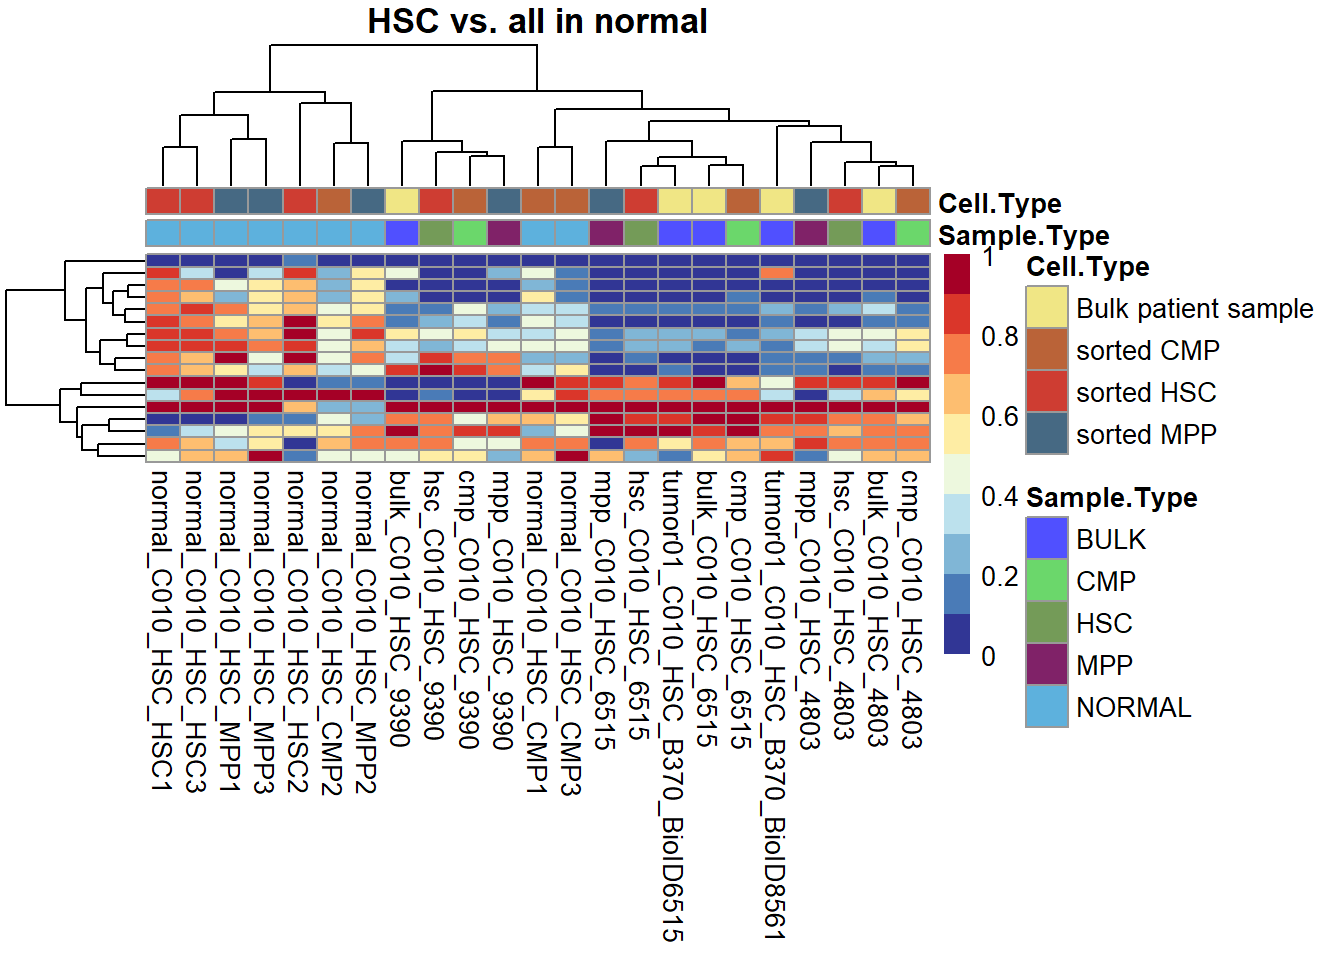 HSC vs. all in normal
Cell.Type
Sample.Type
1
0.8
0.6
0.4
0.2
0
Cell.Type
Bulk patient sample
sorted CMP
sorted HSC
sorted MPP
Sample.Type
BULK
CMP
HSC
MPP
NORMAL
normal_C010_HSC_HSC1
normal_C010_HSC_HSC3
normal_C010_HSC_MPP1
normal_C010_HSC_MPP3
normal_C010_HSC_HSC2
normal_C010_HSC_CMP2
normal_C010_HSC_MPP2
bulk_C010_HSC_9390
hsc_C010_HSC_9390
cmp_C010_HSC_9390
mpp_C010_HSC_9390
normal_C010_HSC_CMP1
normal_C010_HSC_CMP3
mpp_C010_HSC_6515
hsc_C010_HSC_6515
tumor01_C010_HSC_B370_BioID6515
bulk_C010_HSC_6515
cmp_C010_HSC_6515
tumor01_C010_HSC_B370_BioID8561
mpp_C010_HSC_4803
hsc_C010_HSC_4803
bulk_C010_HSC_4803
cmp_C010_HSC_4803